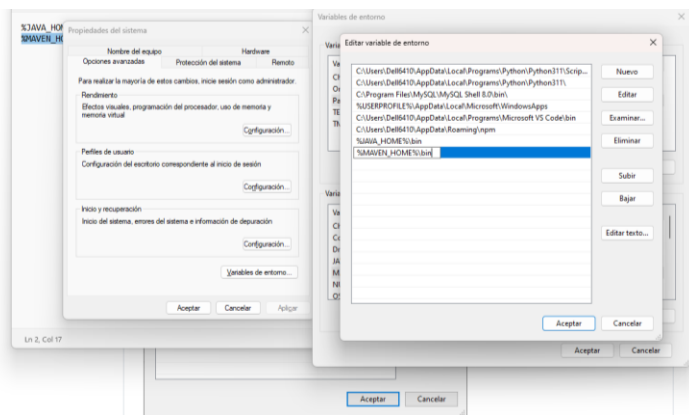 %JAVA_HO
%MAVEN_H
Ln 2, Col 17
Propiedades del sistema
Nombre del equipo
Hardware
Opciones avanzadas
Protección del sistema
Remoto
Para realizar la mayoría de estos cambios, inicie sesión como administrador.
Rendimiento
Efectos visuales, programación del procesador, uso de memoria y
memoria virtual
Configuración...
Perfiles de usuario
Configuración del escritorio correspondiente al inicio de sesión
Configuración...
Inicio y recuperación
Inicio del sistema, errores del sistema e información de depuración
Configuración...
Variables de entorno...
Aceptar
Cancelar
Aplicar
Variables de entorno
Editar variable de entorno
C:\Users\Dell6410\AppData\Local\Programs\Python\Python311\Scrip...
C:\Users\Dell6410\AppData\Local\Programs\Python\Python311\
C:\Program Files\MySQL\MySQL Shell 8.0\bin\
%USERPROFILE%\AppData\Local\Microsoft\WindowsApps
C:\Users\Dell6410\AppData\Local\Programs\Microsoft VS Code\bin
C:\Users\Dell6410\AppData\Roaming\npm
%JAVA_HOME%\bin
%MAVEN_HOME%\bin
Nuevo
Editar
Examinar...
Eliminar
Subir
Bajar
Editar texto...
Aceptar
Cancelar
Aceptar
Cancelar
Aceptar
Cancelar